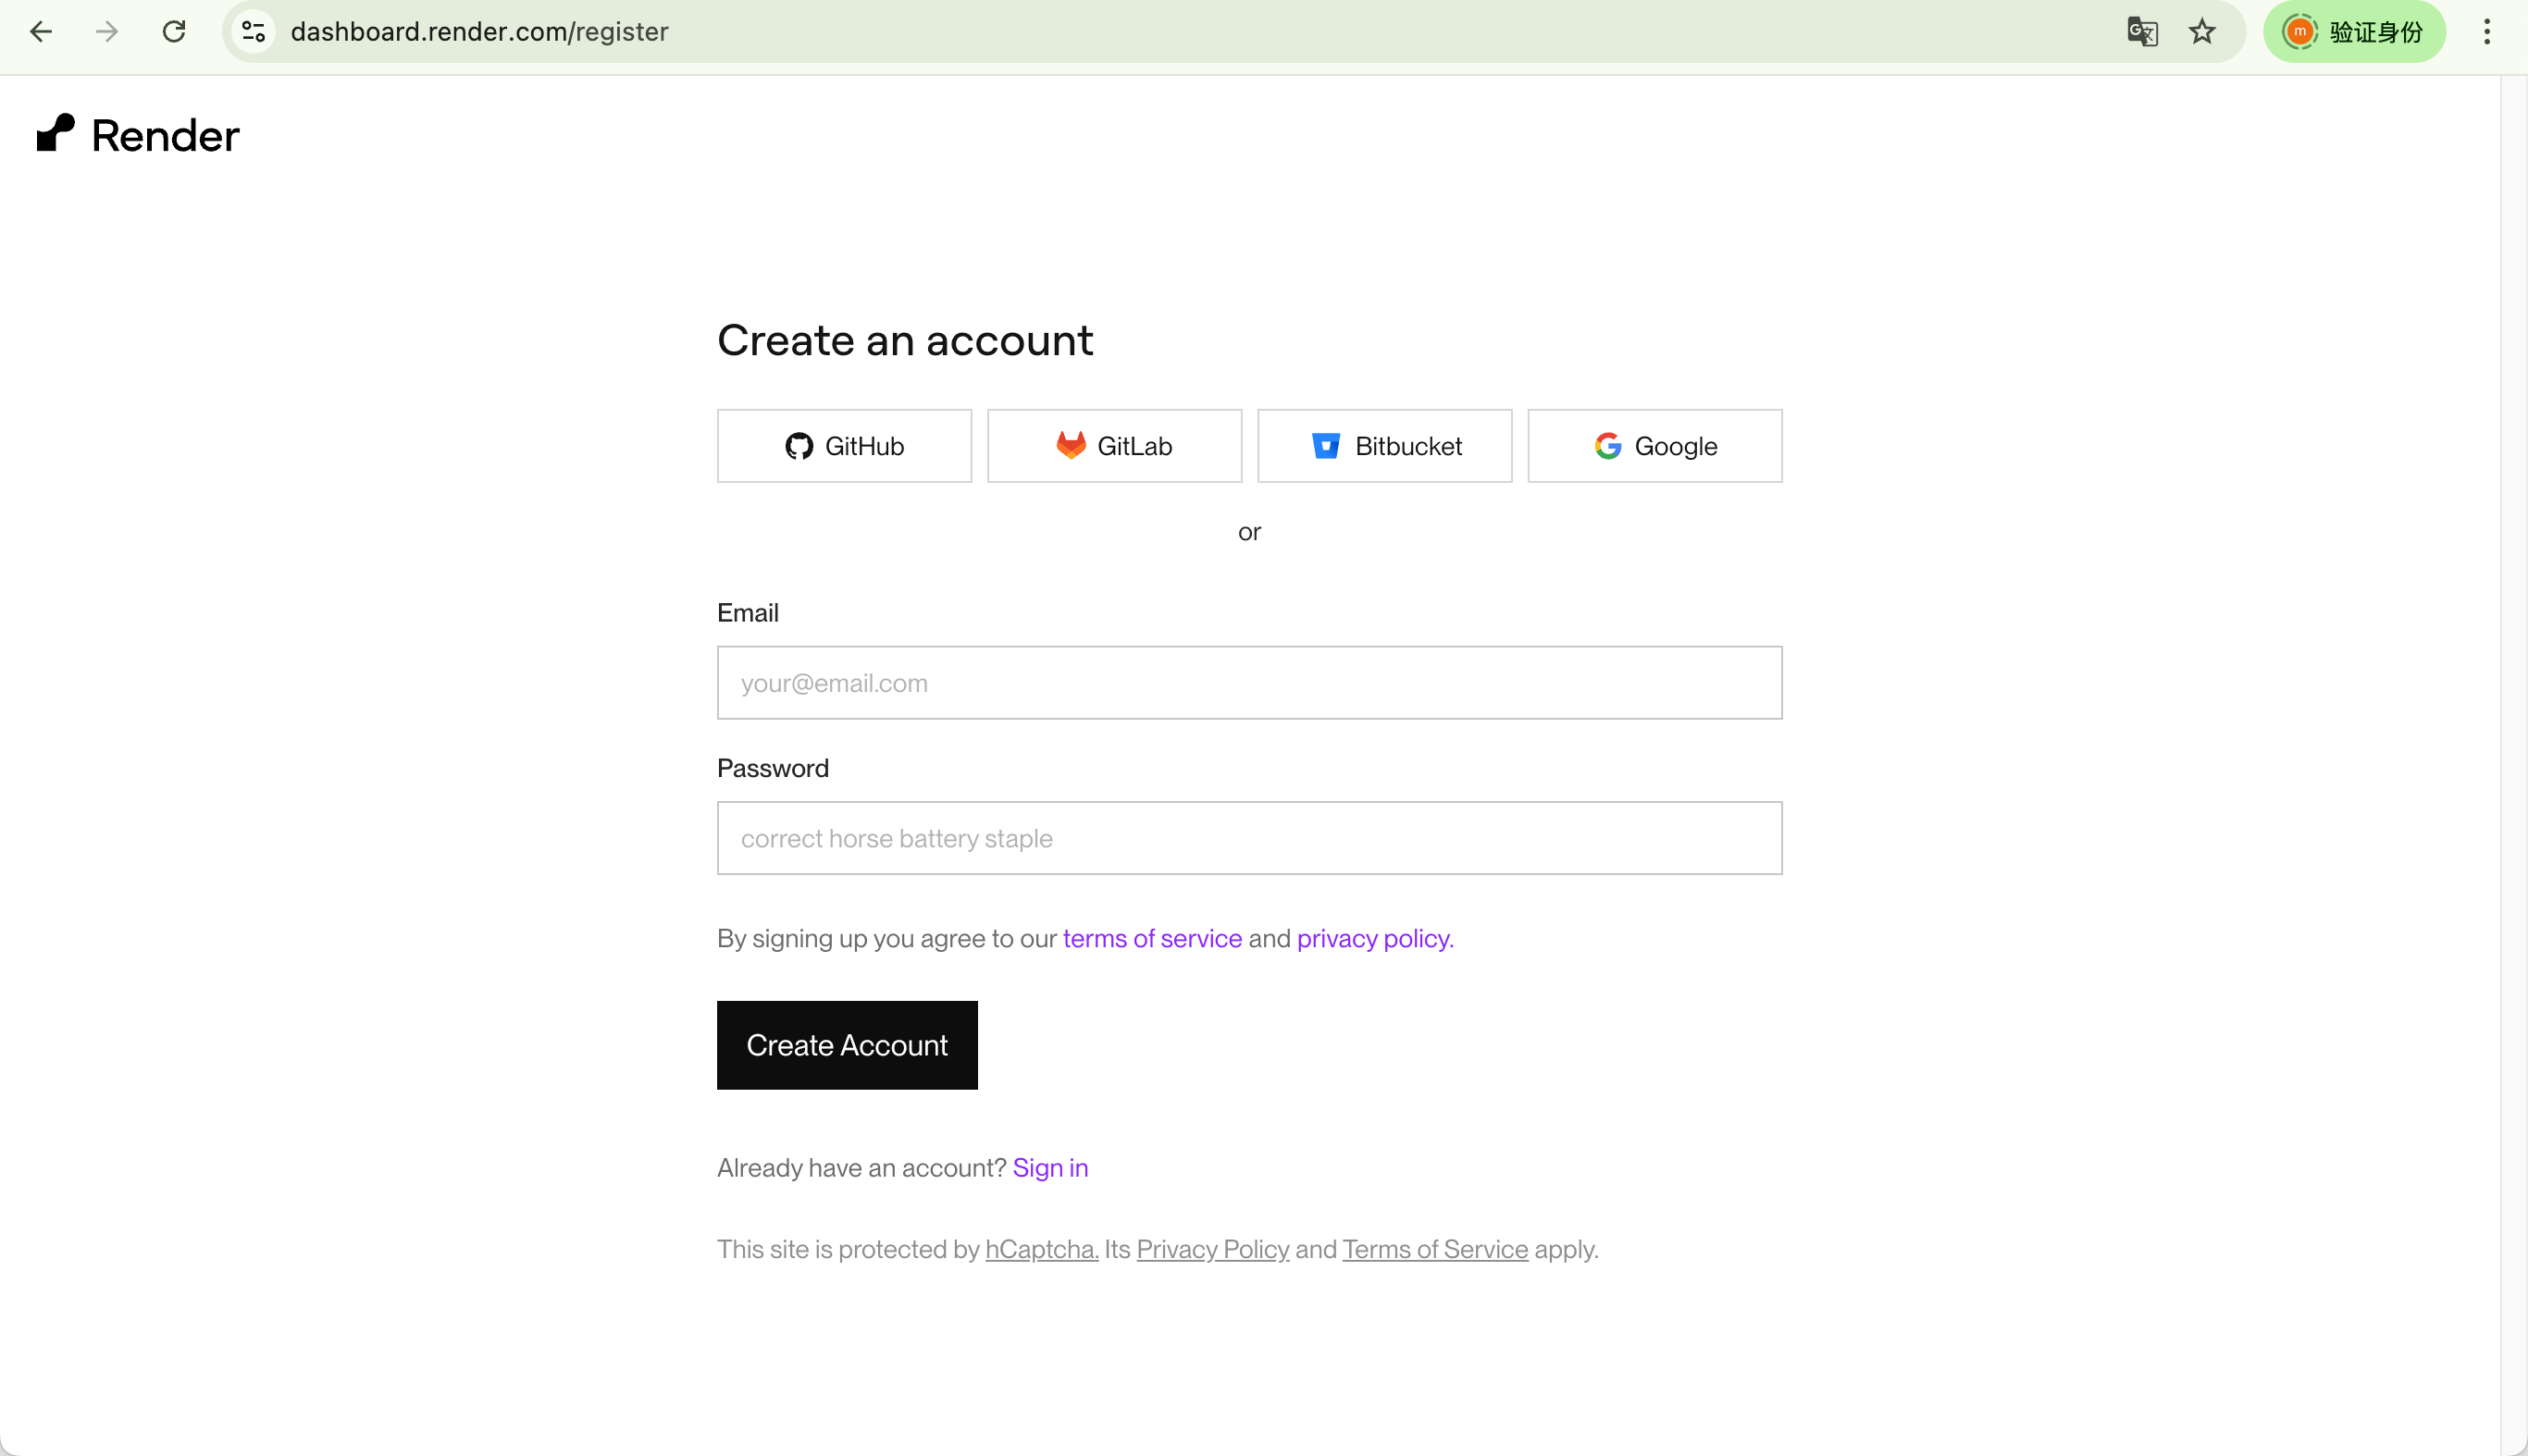 dashboard.render.com/register
m 验证身份
Render
Create an account
GitHub
GitLab
Bitbucket
Google
or
Email
your@email.com
Password
correct horse battery staple
By signing up you agree to our terms of service and privacy policy.
Create Account
Already have an account? Sign in
This site is protected by hCaptcha. Its Privacy Policy and Terms of Service apply.